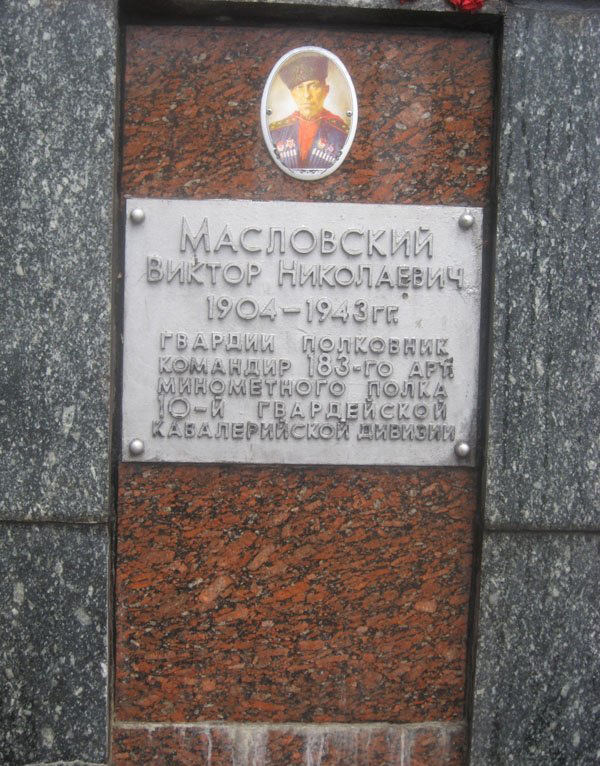 МАСЛОВСКИЙ
ВИКТОР НИКОЛАЕВИЧ
1904-1943 ГГ.
ГВАРДИИ ПОЛКОВНИК
КОМАНДИР 183-ГО АРТ.
МИНОМЕТНОГО ПОЛКА
10-Й ГВАРДЕЙСКОЙ
КАВАЛЕРИЙСКОЙ ДИВИЗИИ